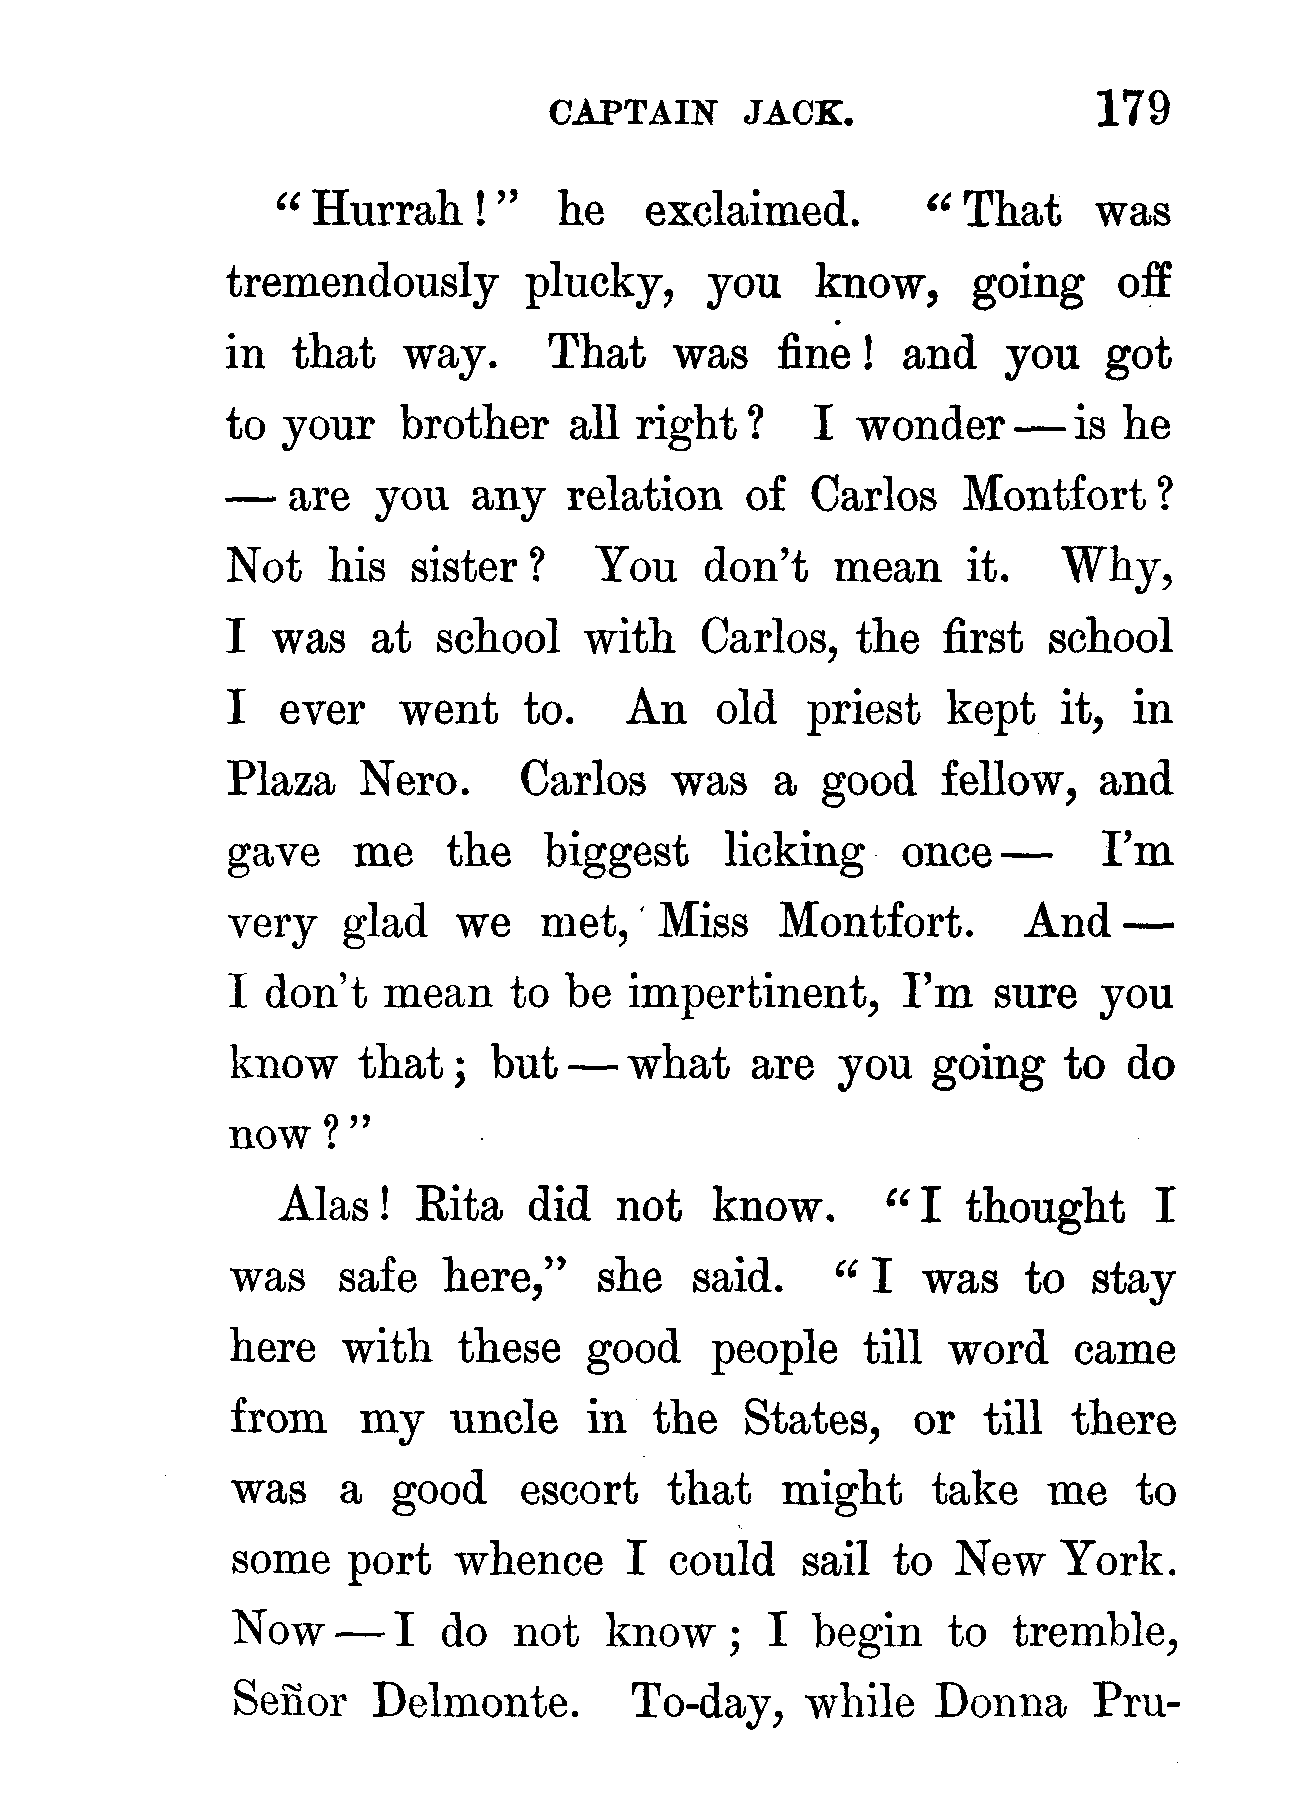 CAPTAIN JACK. 179
“Hurrah!” he exclaimed. “That was
tremendously plucky, you know, going off
in that way. That was fine! and you got
to your brother all right? I wonder—is he
— are you any relation of Carlos Montfort?
Not his sister? You don’t mean it. Why,
I was at school with Carlos, the first school
I ever went to. An old priest kept it, in
Plaza Nero. Carlos was a good fellow, and
gave me the biggest licking once— I’m
very glad we met, Miss Montfort. And—
I don’t mean to be impertinent, I’m sure you
know that; but—what are you going to do
now?”
Alas! Rita did not know. “I thought I
was safe here,” she said. “I was to stay
here with these good people till word came
from my uncle in the States, or till there
was a good escort that might take me to
some port whence I could sail to New York.
Now—I do not know; I begin to tremble,
Señor Delmonte. To-day, while Donna Pru-